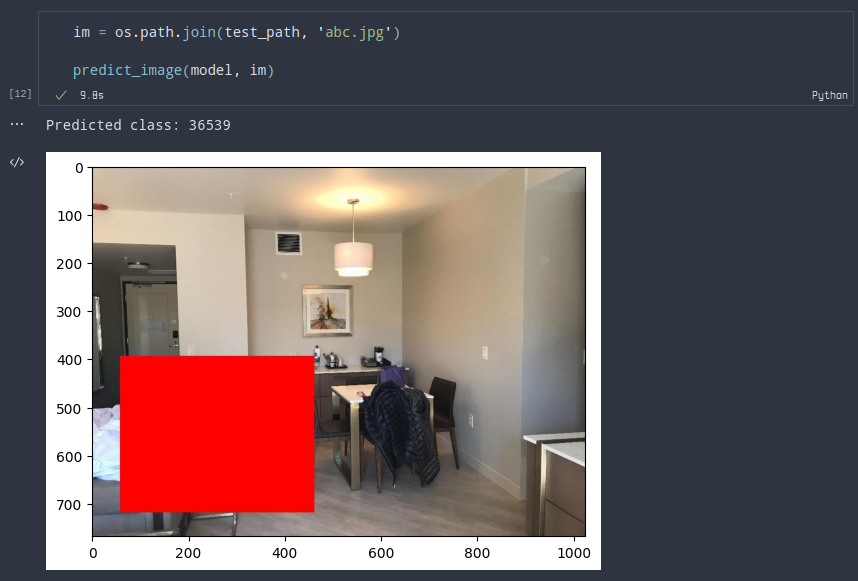 im = os.path.join(test_path, 'abc.jpg')
predict_image(model, im)
[12]
9.8s
Python
Predicted class: 36539
0
100
200
300
400
500
600
700
0 200 400 600 800 1000